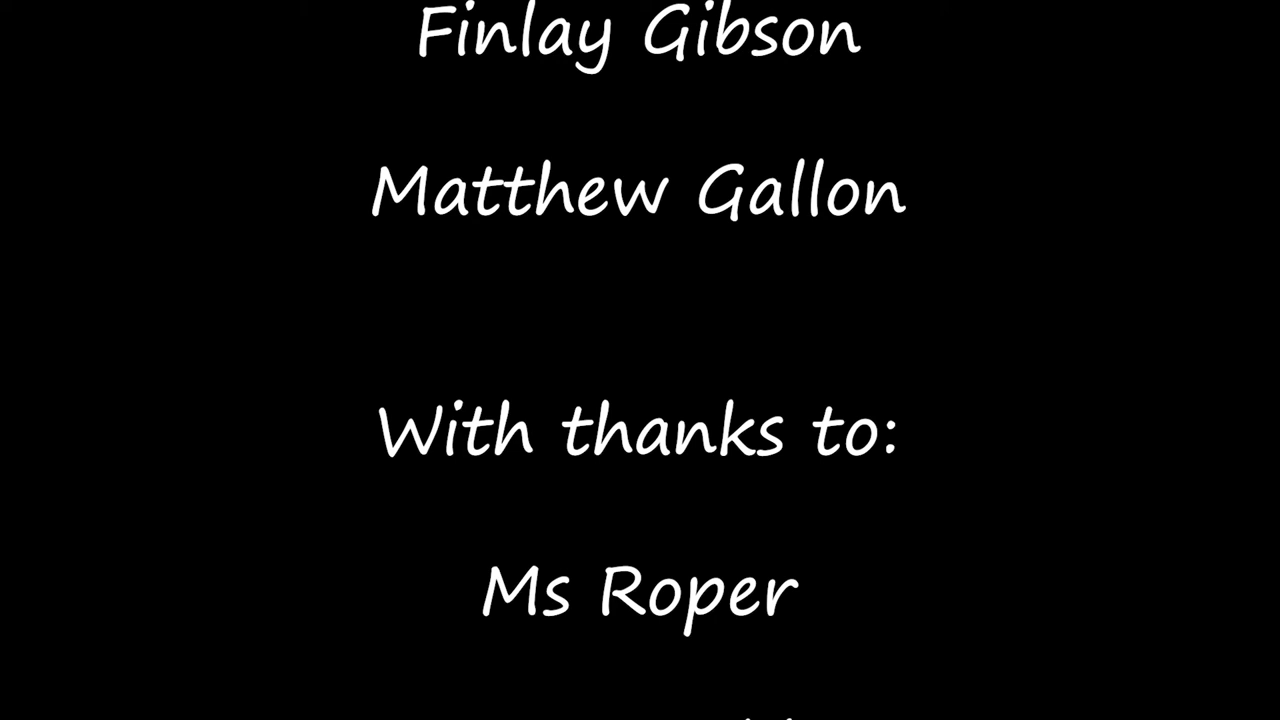 Finlay Gibson
Matthew Gallon
With thanks to:
Ms Roper